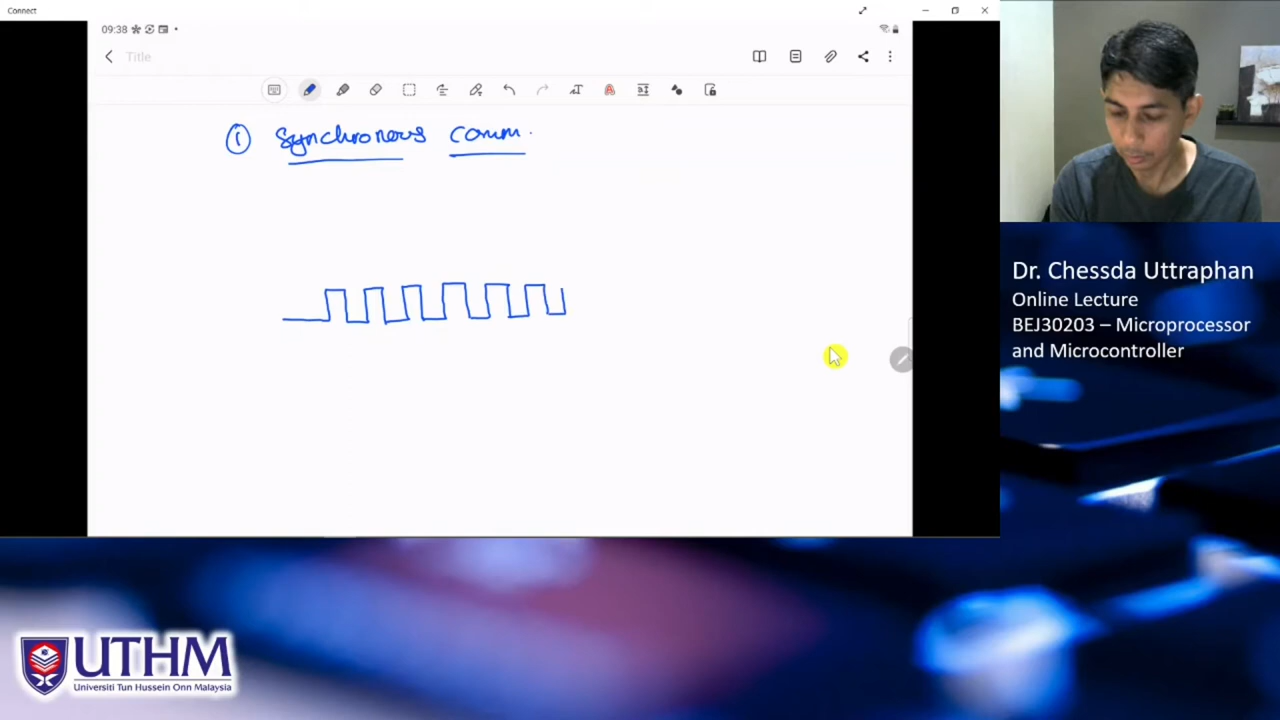 Connect
09:38
Title
① Synchronous comm.
Dr. Chessda Uttraphan
Online Lecture
BEJ30203 – Microprocessor
and Microcontroller
UTHM
Universiti Tun Hussein Onn Malaysia